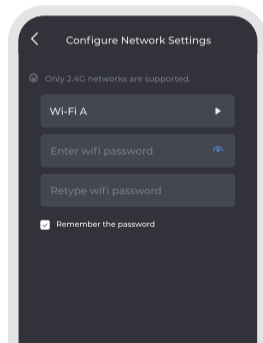 Configure Network Settings
Only 2.4G networks are supported.
Wi-Fi A
Enter wifi password
Retype wifi password
Remember the password